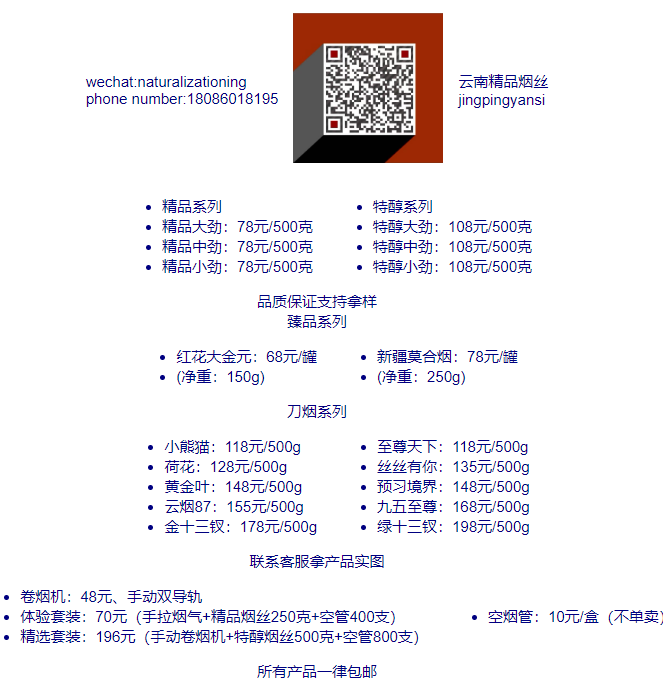 wechat:naturalizationing
phone number:18086018195
云南精品烟丝
jingpingyansi
精品系列
精品大劲：78元/500克
精品中劲：78元/500克
精品小劲：78元/500克
特醇系列
特醇大劲：108元/500克
特醇中劲：108元/500克
特醇小劲：108元/500克
品质保证支持拿样
臻品系列
红花大金元：68元/罐
(净重：150g)
新疆莫合烟：78元/罐
(净重：250g)
刀烟系列
小熊猫：118元/500g
荷花：128元/500g
黄金叶：148元/500g
云烟87：155元/500g
金十三钗：178元/500g
至尊天下：118元/500g
丝丝有你：135元/500g
预习境界：148元/500g
九五至尊：168元/500g
绿十三钗：198元/500g
联系客服拿产品实图
卷烟机：48元、手动双导轨
体验套装：70元（手拉烟气+精品烟丝250克+空管400支）
精选套装：196元（手动卷烟机+特醇烟丝500克+空管800支）
空烟管：10元/盒（不单卖）
所有产品一律包邮